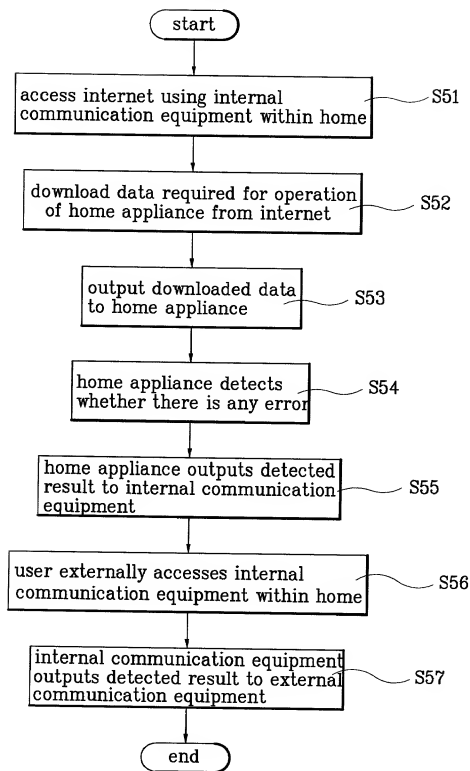 start
access internet using internal
communication equipment within home
S51
download data required for operation
of home appliance from internet
S52
output downloaded data
to home appliance
S53
home appliance detects
whether there is any error
S54
home appliance outputs detected
result to internal communication
equipment
S55
user externally accesses internal
communication equipment within home
S56
internal communication equipment
outputs detected result to external
communication equipment
S57
end